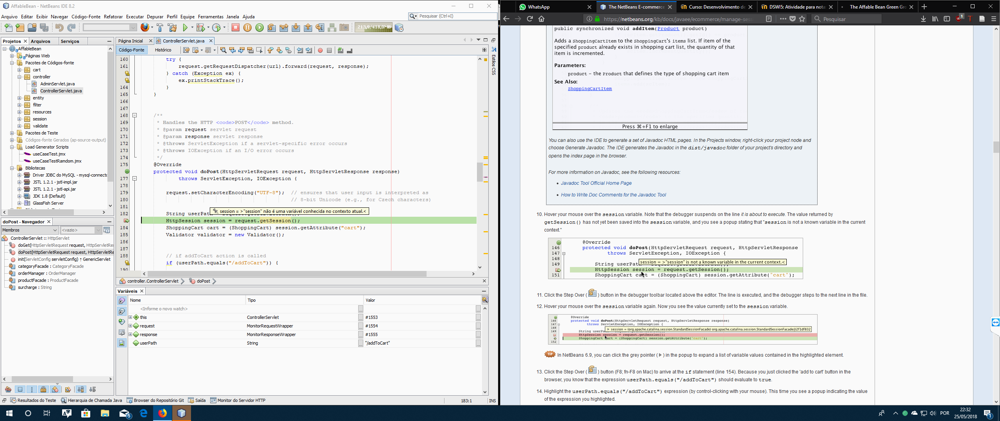 AffableBean - NetBeans IDE 8.2
Arquivo Editar Exibir Navegar Código-Fonte Refatorar Executar Depurar Perfil Equipe Ferramentas Janela Ajuda
Pesquisar (Ctrl+I)
213,9/418,0MB
Projetos Arquivos Serviços
AffableBean
Páginas Web
Pacotes de Códigos-fonte
cart
controller
AdminServlet.java
ControllerServlet.java
entity
filter
resources
session
validate
Pacotes de Teste
Códigos-fonte Gerados (ap-source-output)
Load Generator Scripts
useCaseTest.jmx
useCaseTestRamdom.jmx
Bibliotecas
Driver JDBC do MySQL - mysql-connecto
JSTL 1.2.1 - jstl-impl.jar
JSTL 1.2.1 - jstl-api.jar
JDK 1.8 (Default)
GlassFish Server
doPost - Navegador
Membros <vazio>
ControllerServlet :: HttpServlet
doGet(HttpServletRequest request, HttpServletRes
doPost(HttpServletRequest request, HttpServletRe
init(ServletConfig servletConfig) ↑ GenericServlet
categoryFacade : CategoryFacade
orderManager : OrderManager
productFacade : ProductFacade
surcharge : String
Página Inicial ControllerServlet.java
Código-Fonte Histórico
Estilos CSS
160 try {
161 request.getRequestDispatcher(url).forward(request, response);
} catch (Exception ex) {
ex.printStackTrace();
164 }
165 }
166
167
168 /**
169 * Handles the HTTP <code>POST</code> method.
170 * @param request servlet request
171 * @param response servlet response
172 * @throws ServletException if a servlet-specific error occurs
173 * @throws IOException if an I/O error occurs
174 */
175 @Override
protected void doPost(HttpServletRequest request, HttpServletResponse response)
177 throws ServletException, IOException {
178
179 request.setCharacterEncoding("UTF-8"); // ensures that user input is interpreted as
180 // 8-bit Unicode (e.g., for Czech characters)
181
session = >"session" não é uma variável conhecida no contexto atual.<
182 String userPath
HttpSession session = request.getSession();
184 ShoppingCart cart = (ShoppingCart) session.getAttribute("cart");
185 Validator validator = new Validator();
186
187
188 // if addToCart action is called
if (userPath.equals("/addToCart")) {
190
controller.ControllerServlet doPost
Variáveis
Nome Tipo Valor
<Informe o novo watch>
this ControllerServlet #1553
request MonitorRequestWrapper #1554
response MonitorResponseWrapper #1555
userPath String "/addToCart"
Resultados do Teste Hierarquia de Chamada Java Browser do Repositório Git Saída Monitor do Servidor HTTP
183:1 INS
WhatsApp The NetBeans E-commerce Curso: Desenvolvimento de DSWI5: Atividade para nota The Affable Bean Green Gro
https://netbeans.org/kb/docs/javaee/ecommerce/manage-sess
Pesquisar
public synchronized void addItem(Product product)
Adds a ShoppingCartItem to the ShoppingCart's items list. If item of the
specified product already exists in shopping cart list, the quantity of that
item is incremented.
Parameters:
product - the Product that defines the type of shopping cart item
See Also:
ShoppingCartItem
Press ⌘+F1 to enlarge
You can also use the IDE to generate a set of Javadoc HTML pages. In the Projects window, right-click your project node and
choose Generate Javadoc. The IDE generates the Javadoc in the dist/javadoc folder of your project's directory and
opens the index page in the browser.
For more information on Javadoc, see the following resources:
• Javadoc Tool Official Home Page
• How to Write Doc Comments for the Javadoc Tool
10. Hover your mouse over the session variable. Note that the debugger suspends on the line it is about to execute. The value returned by
getSession() has not yet been saved into the session variable, and you see a popup stating that "session is not a known variable in the current
context."
@Override
146 protected void doPost(HttpServletRequest request, HttpServletResponse
147 throws ServletException, IOException {
148
session = >"session" is not a known variable in the current context.<
149 String userPath
HttpSession session = request.getSession();
151 ShoppingCart cart = (ShoppingCart) session.getAttribute("cart");
11. Click the Step Over ( ) button in the debugger toolbar located above the editor. The line is executed, and the debugger steps to the next line in the file.
12. Hover your mouse over the session variable again. Now you see the value currently set to the session variable.
@Override
146 protected void doPost(HttpServletRequest request, HttpServletResponse response)
147 throws ServletException, IOException {
148
session = (org.apache.catalina.session.StandardSessionFacade) org.apache.catalina.session.StandardSessionFacade@2f1df832
149 String userPath
HttpSession session = request.getSession();
ShoppingCart cart = (ShoppingCart) session.getAttribute("cart");
152
TIP In NetBeans 6.9, you can click the grey pointer ( ) in the popup to expand a list of variable values contained in the highlighted element.
13. Click the Step Over ( ) button (F8; fn-F8 on Mac) to arrive at the if statement (line 154). Because you just clicked the 'add to cart' button in the
browser, you know that the expression userPath.equals("/addToCart") should evaluate to true.
14. Highlight the userPath.equals("/addToCart") expression (by control-clicking with your mouse). This time you see a popup indicating the value
of the expression you highlighted.
POR
22:32
25/05/2018